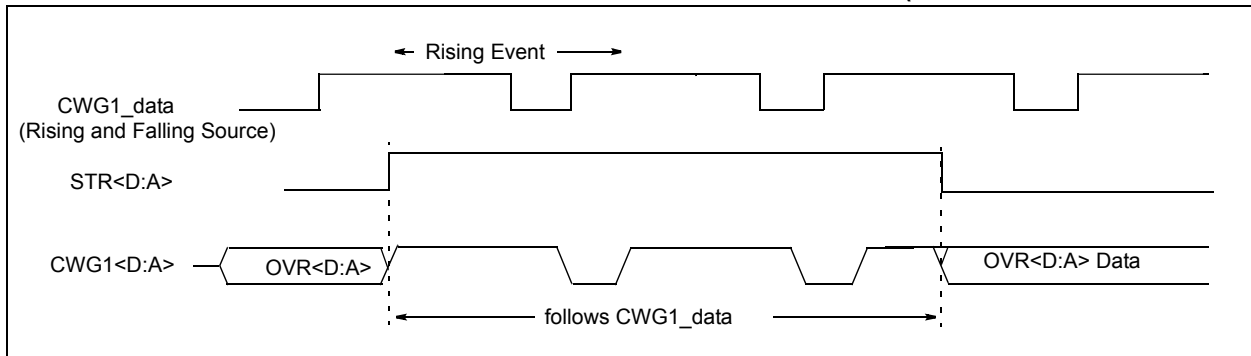 Rising Event
CWG1_data
(Rising and Falling Source)
STR<D:A>
CWG1<D:A>
OVR<D:A>
OVR<D:A> Data
follows CWG1_data